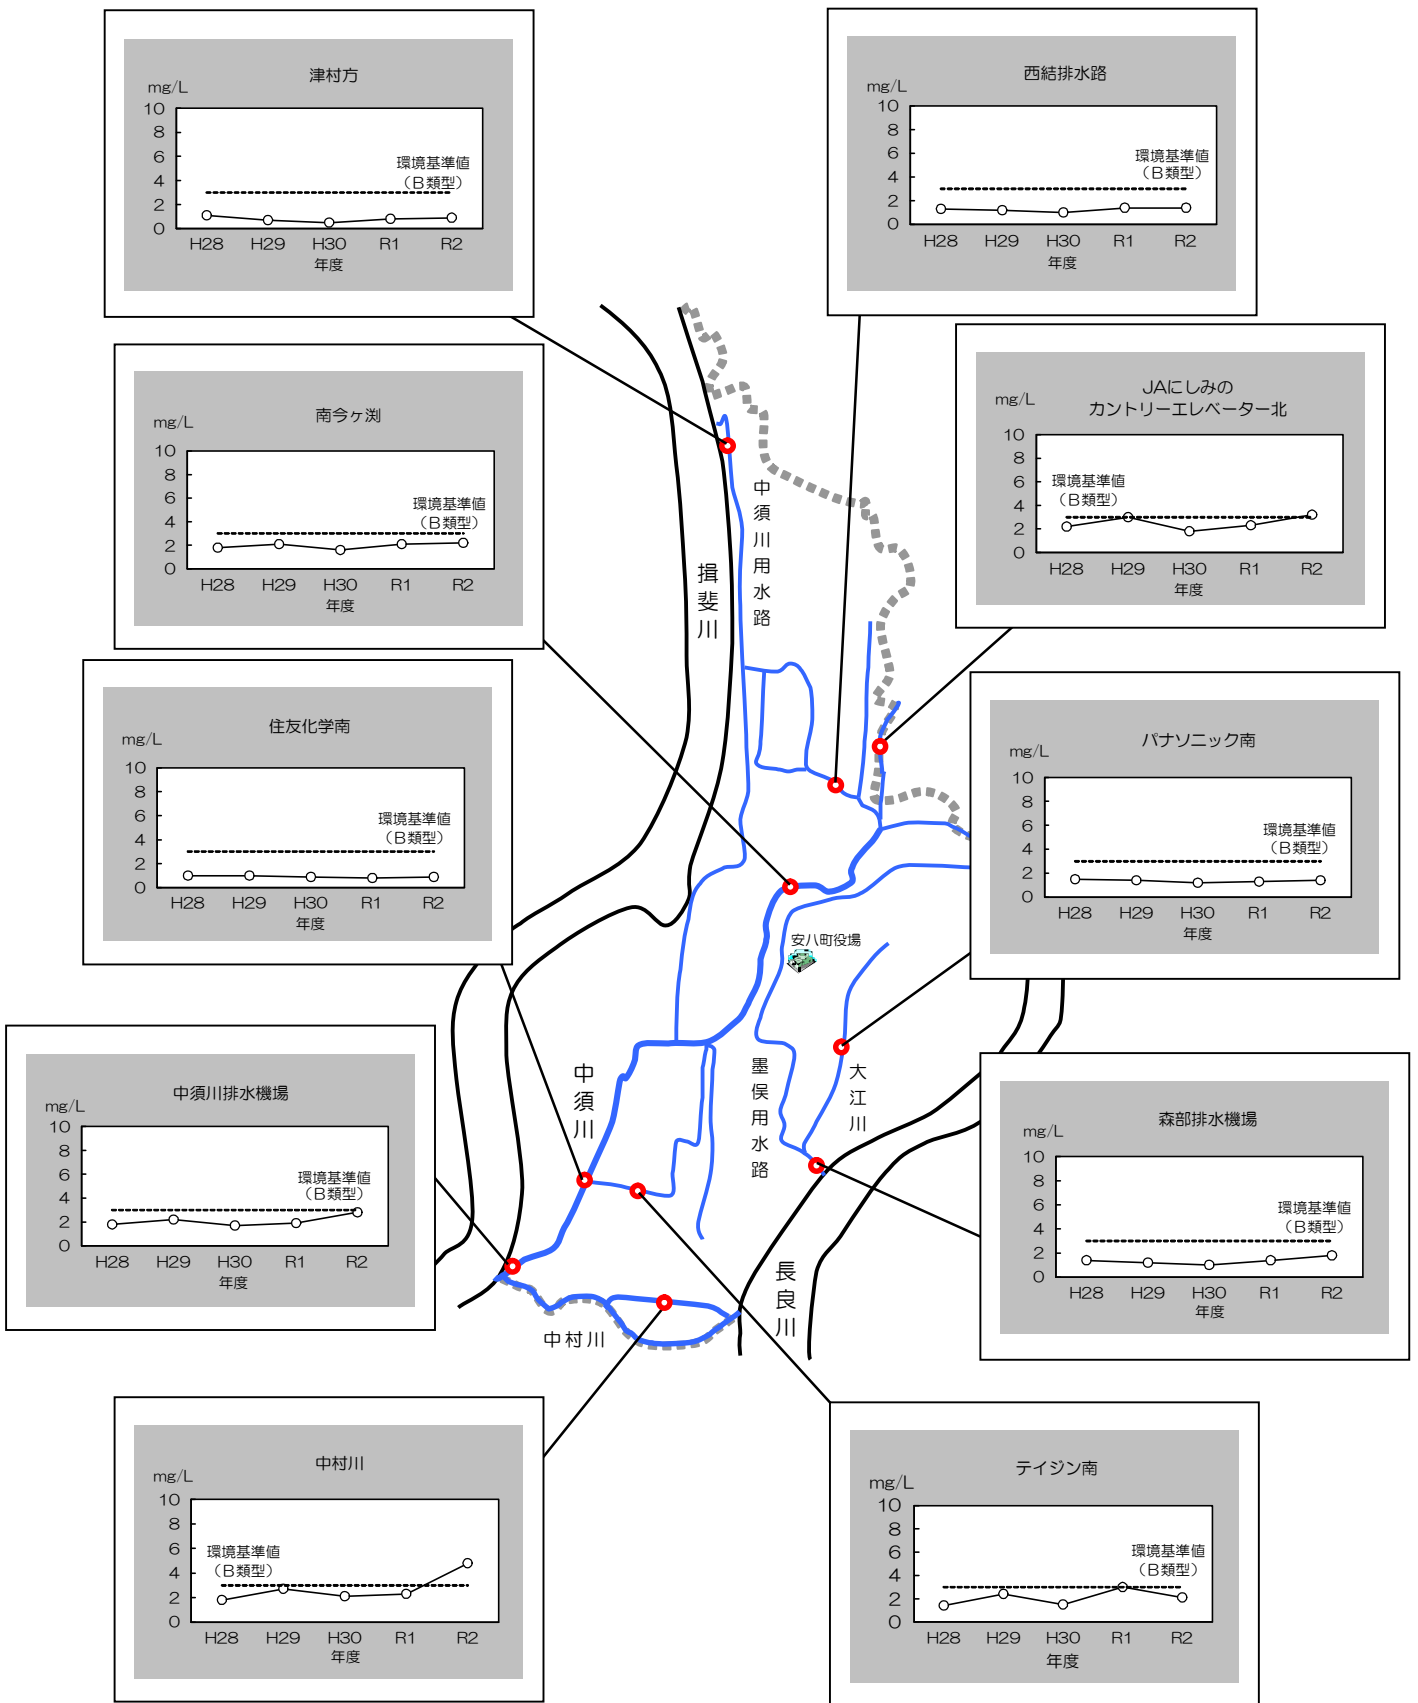 津村方
mg/L
10
8
6
4
2
0
環境基準値
（B類型）
H28 H29 H30 R1 R2
年度
西結排水路
mg/L
10
8
6
4
2
0
環境基準値
（B類型）
H28 H29 H30 R1 R2
年度
南今ヶ渕
mg/L
10
8
6
4
2
0
環境基準値
（B類型）
H28 H29 H30 R1 R2
年度
JAにしみの
カントリーエレベーター北
mg/L
10
8
6
4
2
0
環境基準値
（B類型）
H28 H29 H30 R1 R2
年度
住友化学南
mg/L
10
8
6
4
2
0
環境基準値
（B類型）
H28 H29 H30 R1 R2
年度
パナソニック南
mg/L
10
8
6
4
2
0
環境基準値
（B類型）
H28 H29 H30 R1 R2
年度
中須川排水機場
mg/L
10
8
6
4
2
0
環境基準値
（B類型）
H28 H29 H30 R1 R2
年度
森部排水機場
mg/L
10
8
6
4
2
0
環境基準値
（B類型）
H28 H29 H30 R1 R2
年度
中村川
mg/L
10
8
6
4
2
0
環境基準値
（B類型）
H28 H29 H30 R1 R2
年度
テイジン南
mg/L
10
8
6
4
2
0
環境基準値
（B類型）
H28 H29 H30 R1 R2
年度
中須川用水路
揖斐川
安八町役場
中須川
墨俣用水路
大江川
長良川
中村川